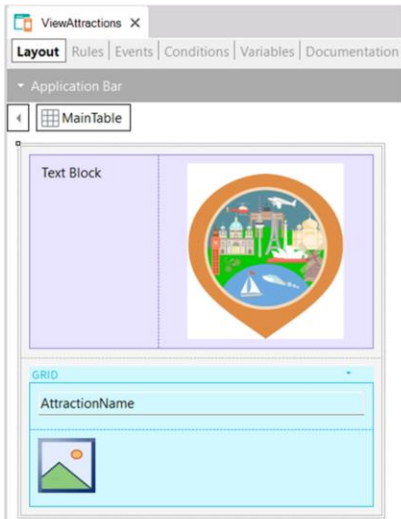 ViewAttractions
Layout | Rules | Events | Conditions | Variables | Documentation
Application Bar
MainTable
Text Block
GRID
AttractionName